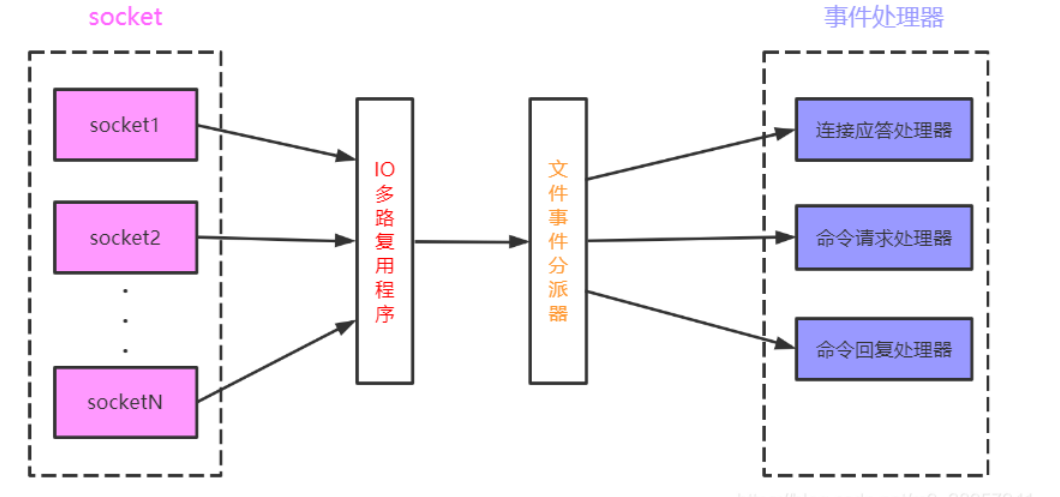 socket
事件处理器
socket1
socket2
socketN
IO多路复用程序
文件事件分派器
连接应答处理器
命令请求处理器
命令回复处理器